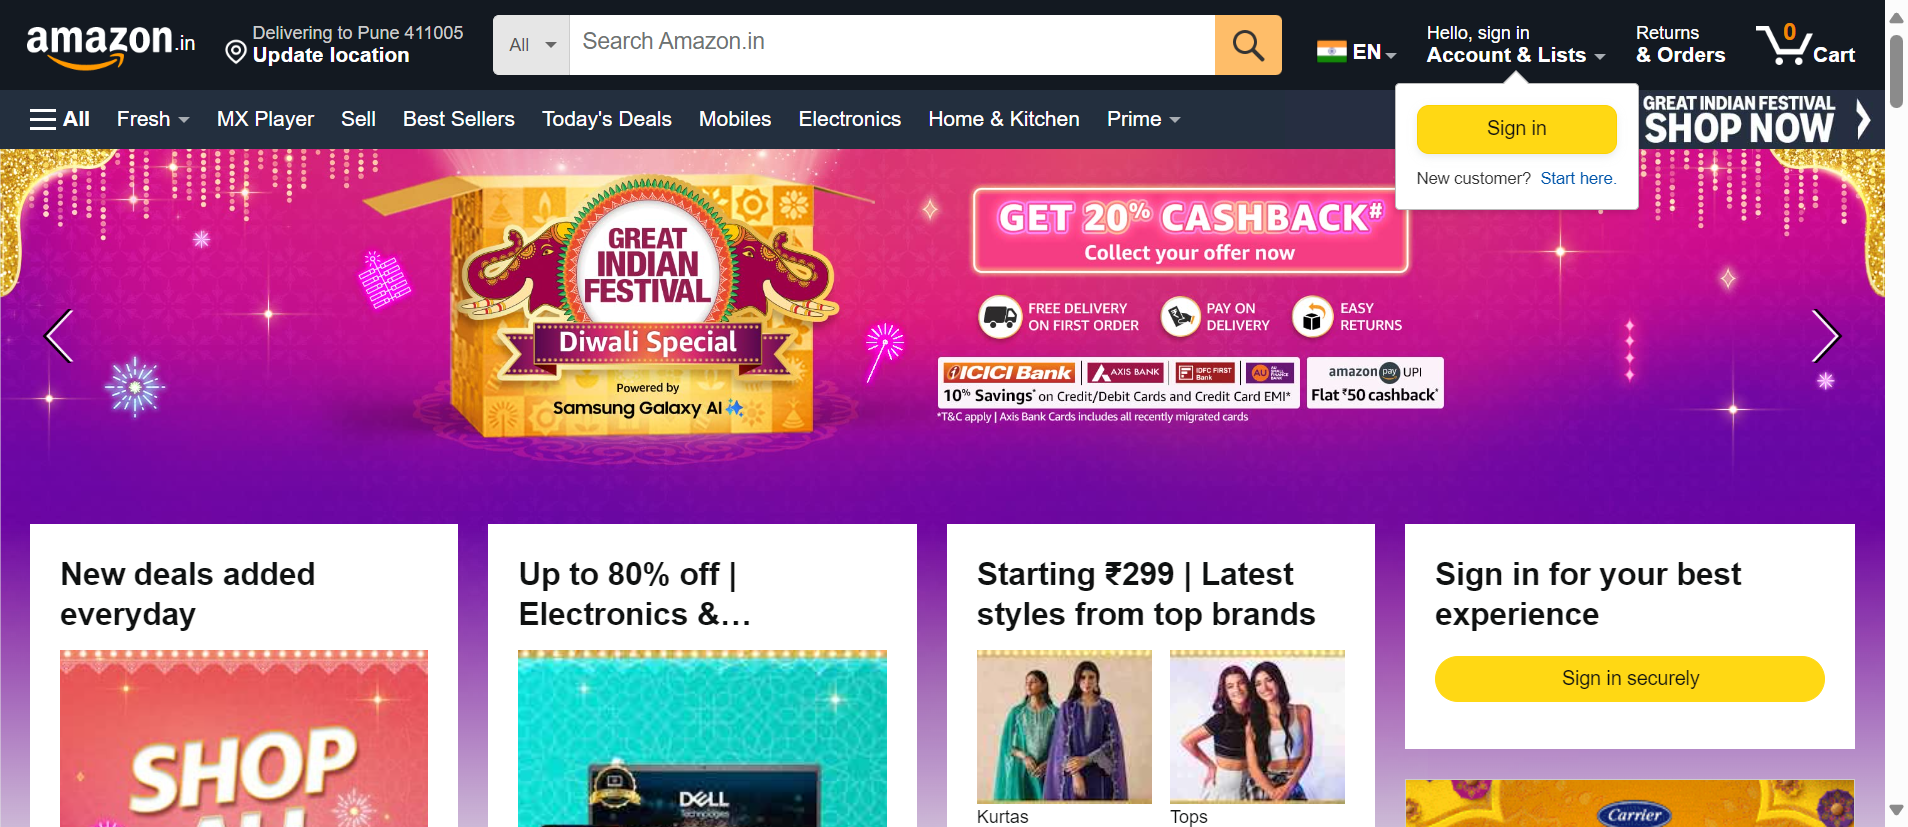 amazon.in
Delivering to Pune 411005
Update location
All
Search Amazon.in
EN
Hello, sign in
Account & Lists
Returns
& Orders
0
Cart
All
Fresh
MX Player
Sell
Best Sellers
Today's Deals
Mobiles
Electronics
Home & Kitchen
Prime
GREAT INDIAN FESTIVAL
SHOP NOW
Sign in
New customer? Start here.
GREAT
INDIAN
FESTIVAL
Diwali Special
Powered by
Samsung Galaxy AI
GET 20% CASHBACK#
Collect your offer now
FREE DELIVERY
ON FIRST ORDER
PAY ON
DELIVERY
EASY
RETURNS
ICICI Bank
AXIS BANK
IDFC FIRST
Bank
AU
10% Savings* on Credit/Debit Cards and Credit Card EMI*
amazon pay UPI
Flat ₹50 cashback*
*T&C apply | Axis Bank Cards includes all recently migrated cards
New deals added
everyday
SHOP
ALL
Up to 80% off |
Electronics &…
DELL
Technologies
Starting ₹299 | Latest
styles from top brands
Kurtas
Tops
Sign in for your best
experience
Sign in securely
Carrier